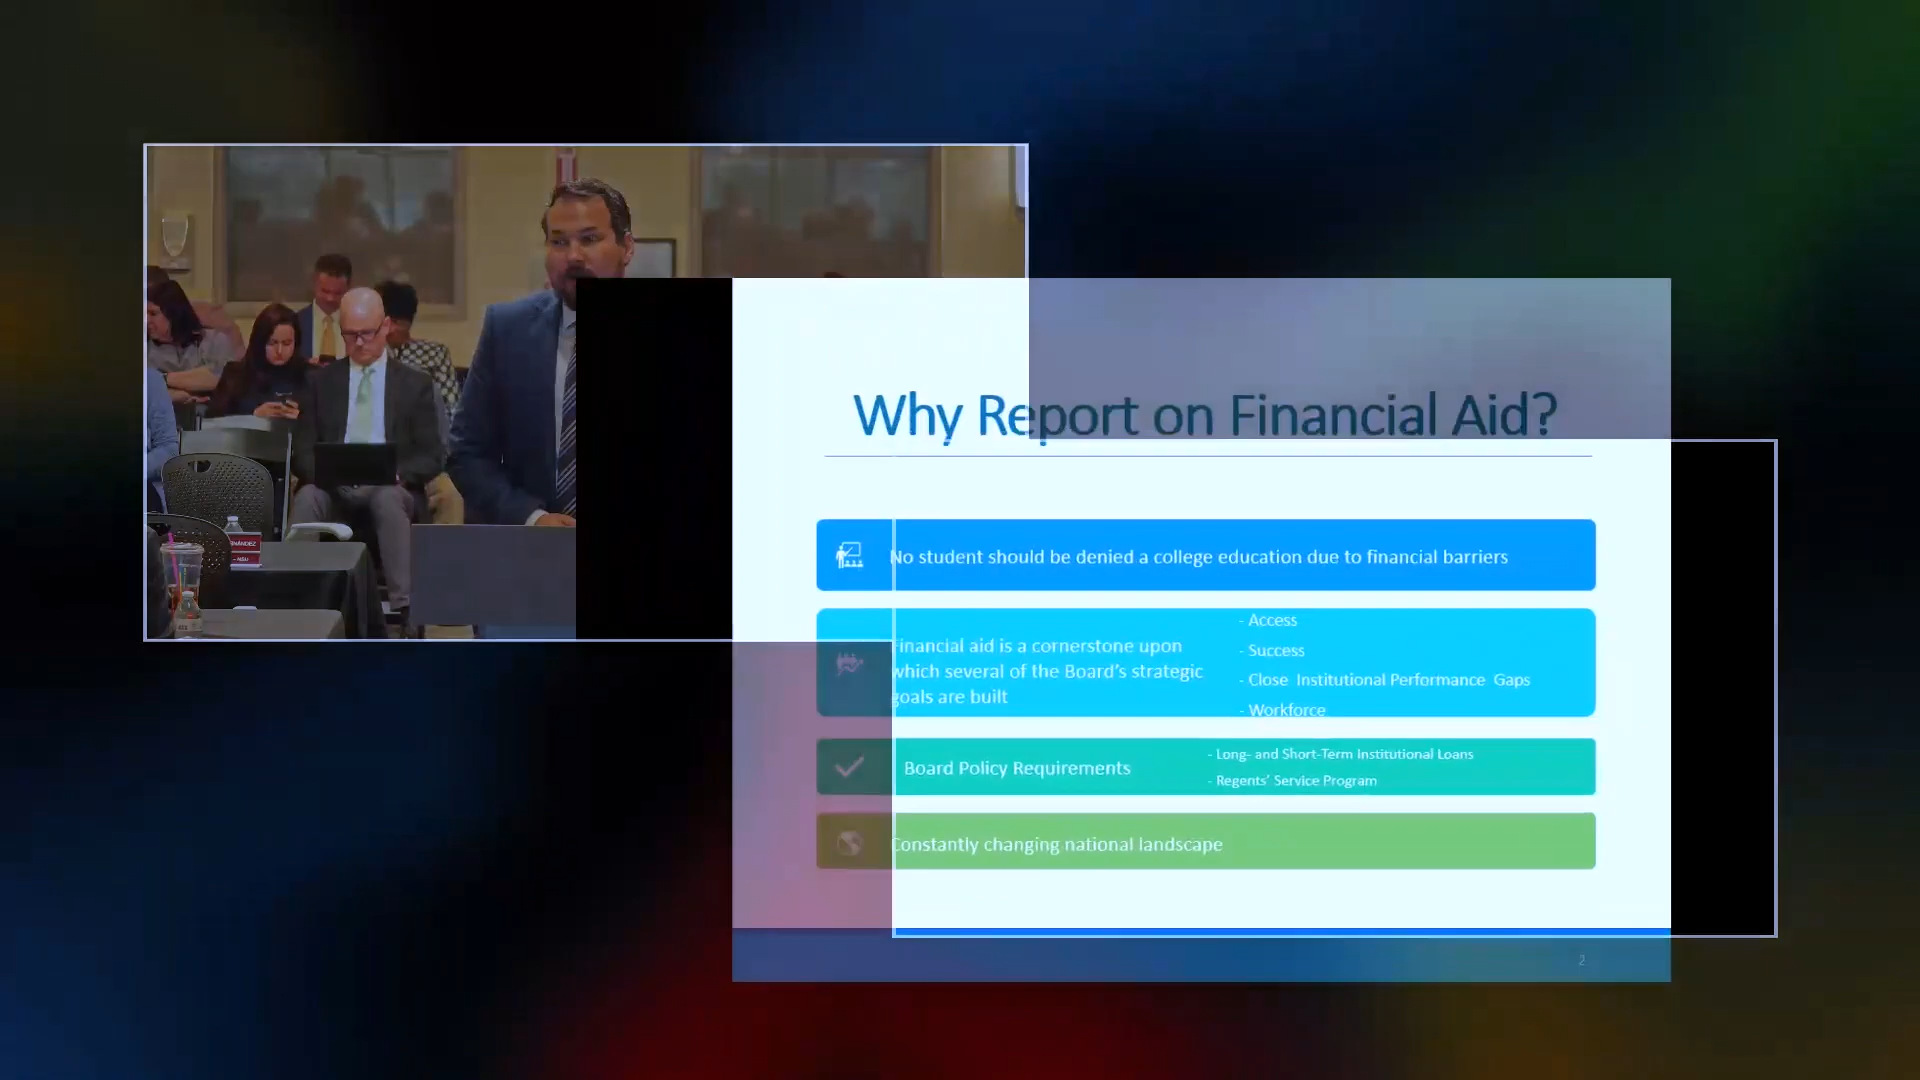 Why Report on Financial Aid?
No student should be denied a college education due to financial barriers
Financial aid is a cornerstone upon
which several of the Board's strategic
goals are built
- Access
- Success
- Close Institutional Performance Gaps
- Workforce
Board Policy Requirements
- Long- and Short-Term Institutional Loans
- Regents' Service Program
Constantly changing national landscape
2